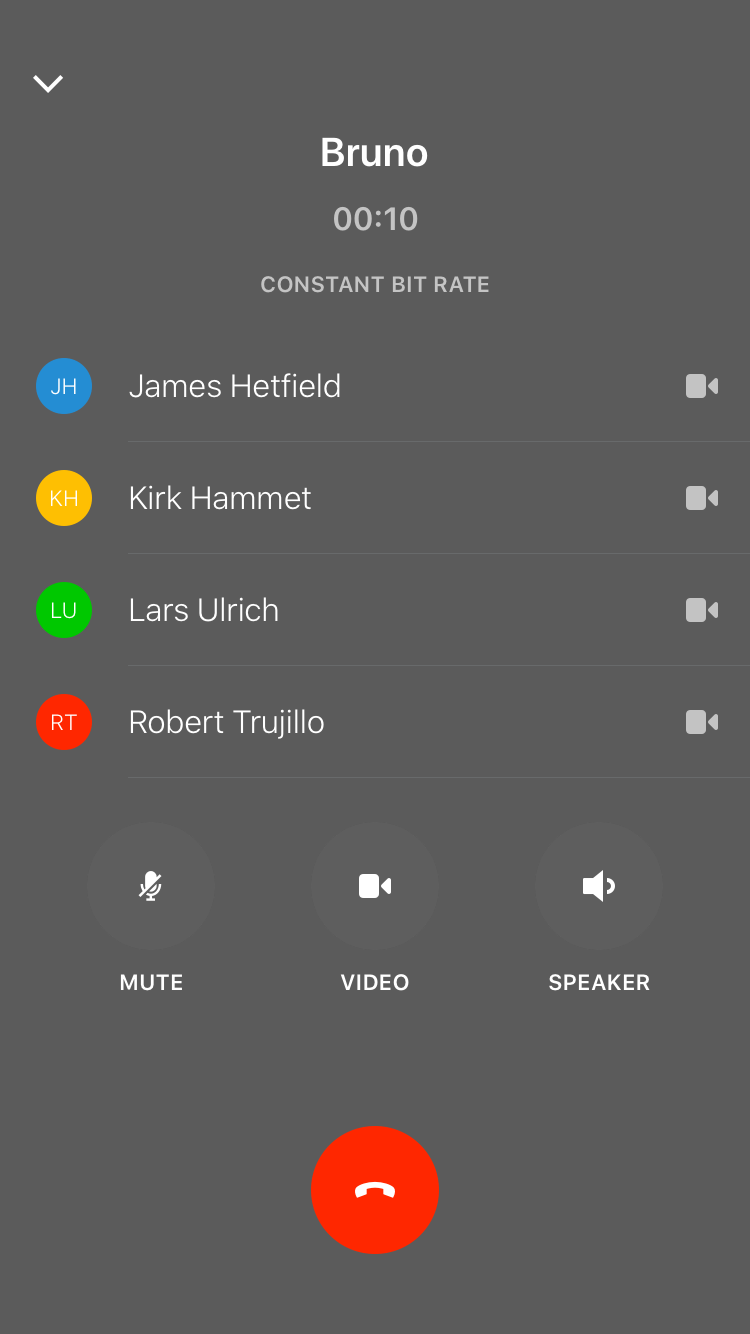 Bruno
00:10
CONSTANT BIT RATE
JH James Hetfield
KH Kirk Hammet
LU Lars Ulrich
RT Robert Trujillo
MUTE VIDEO SPEAKER